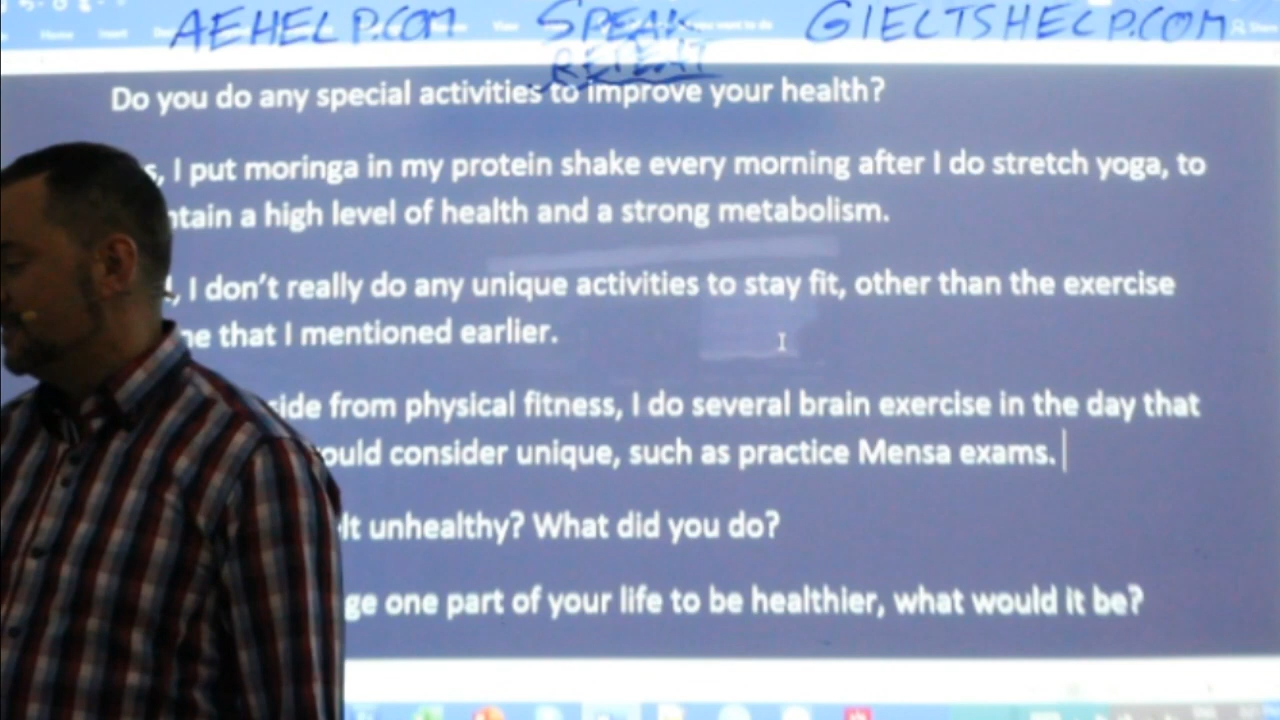 AEHELP.COM SPEAK GIELTSHELP.COM
REPEAT
Do you do any special activities to improve your health?
s, I put moringa in my protein shake every morning after I do stretch yoga, to
ntain a high level of health and a strong metabolism.
, I don't really do any unique activities to stay fit, other than the exercise
ne that I mentioned earlier.
side from physical fitness, I do several brain exercise in the day that
ould consider unique, such as practice Mensa exams.
lt unhealthy? What did you do?
ge one part of your life to be healthier, what would it be?